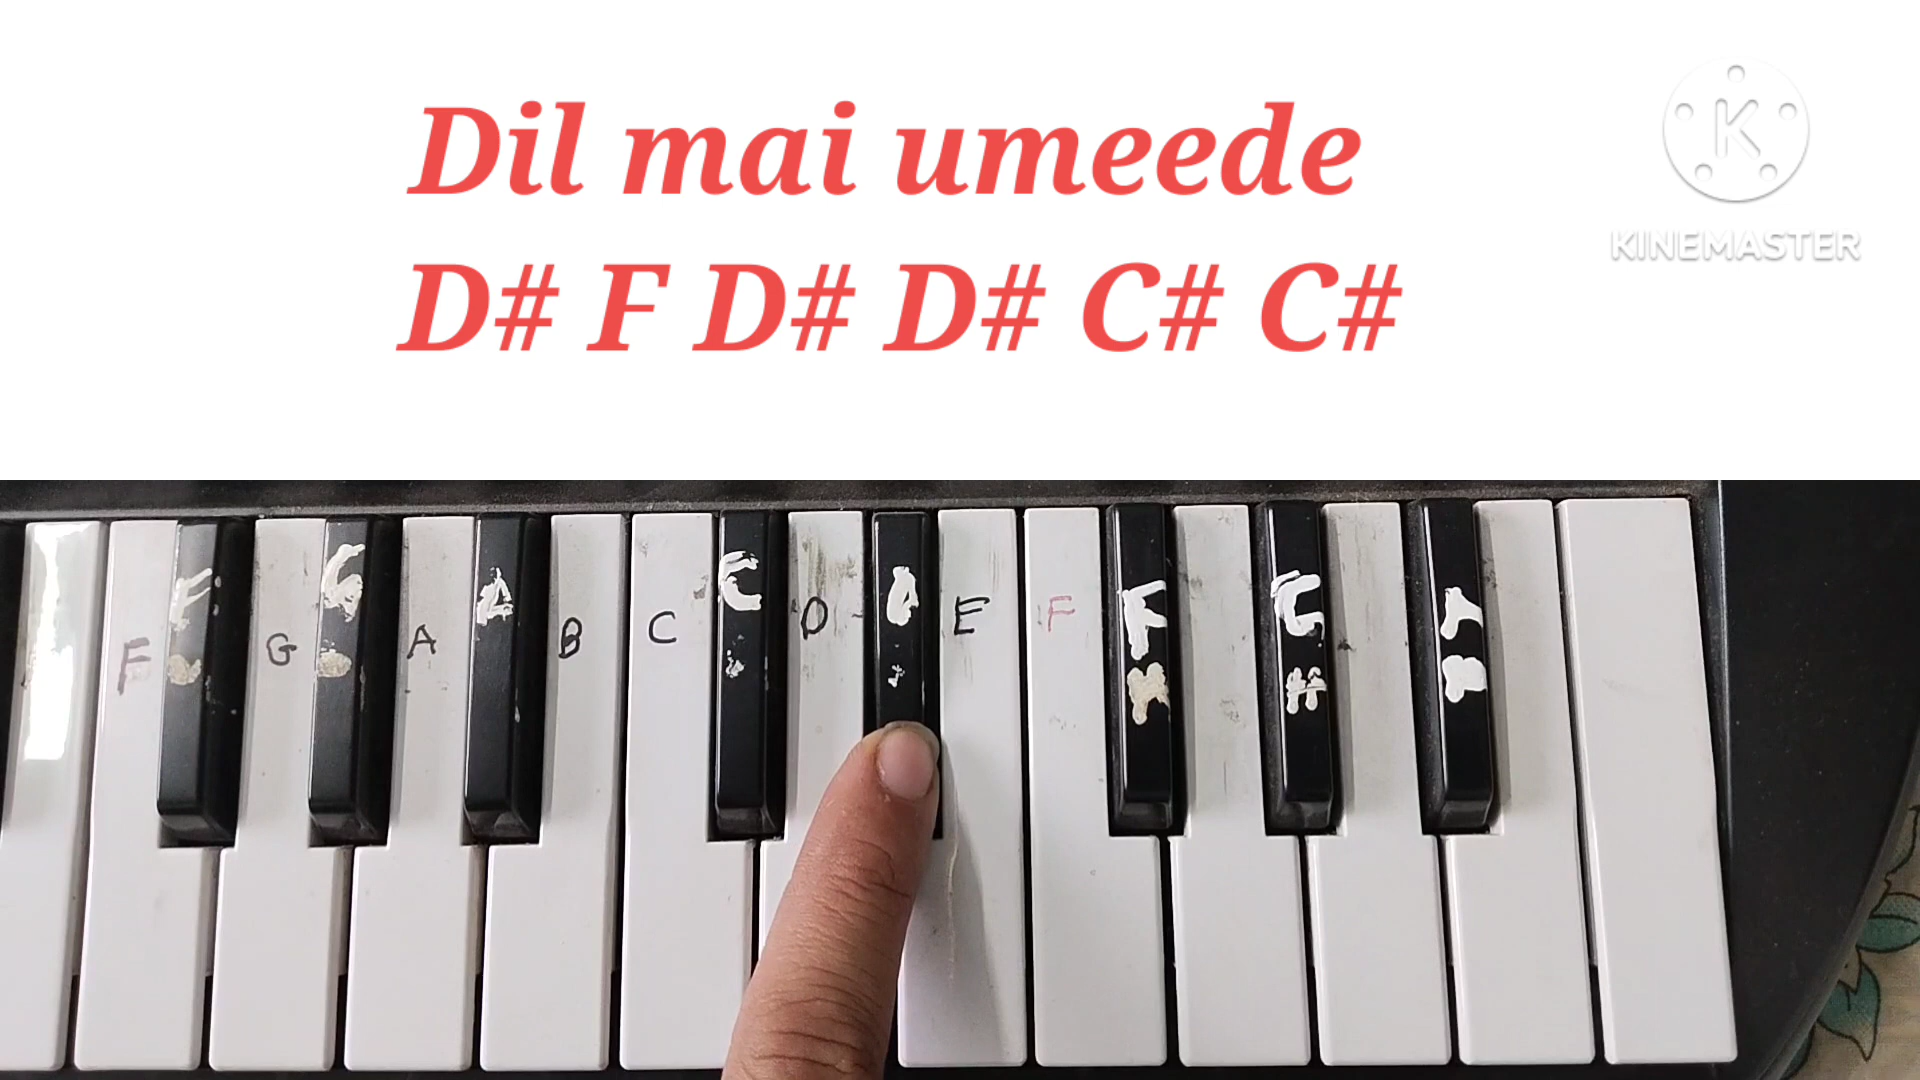 Dil mai umeede
D# F D# D# C# C#
K
KINEMASTER
F G A C F # G #
F G A B C D E F